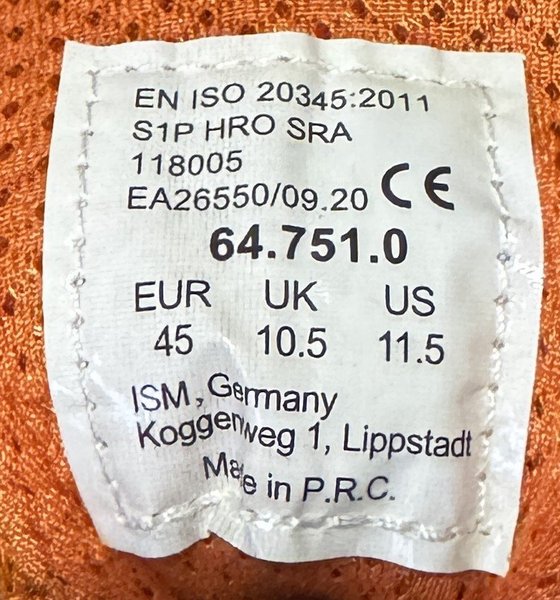 EN ISO 20345:2011
S1P HRO SRA
118005
EA26550/09.20 CE
64.751.0
EUR UK US
45 10.5 11.5
ISM, Germany
Koggenweg 1, Lippstadt
Made in P.R.C.